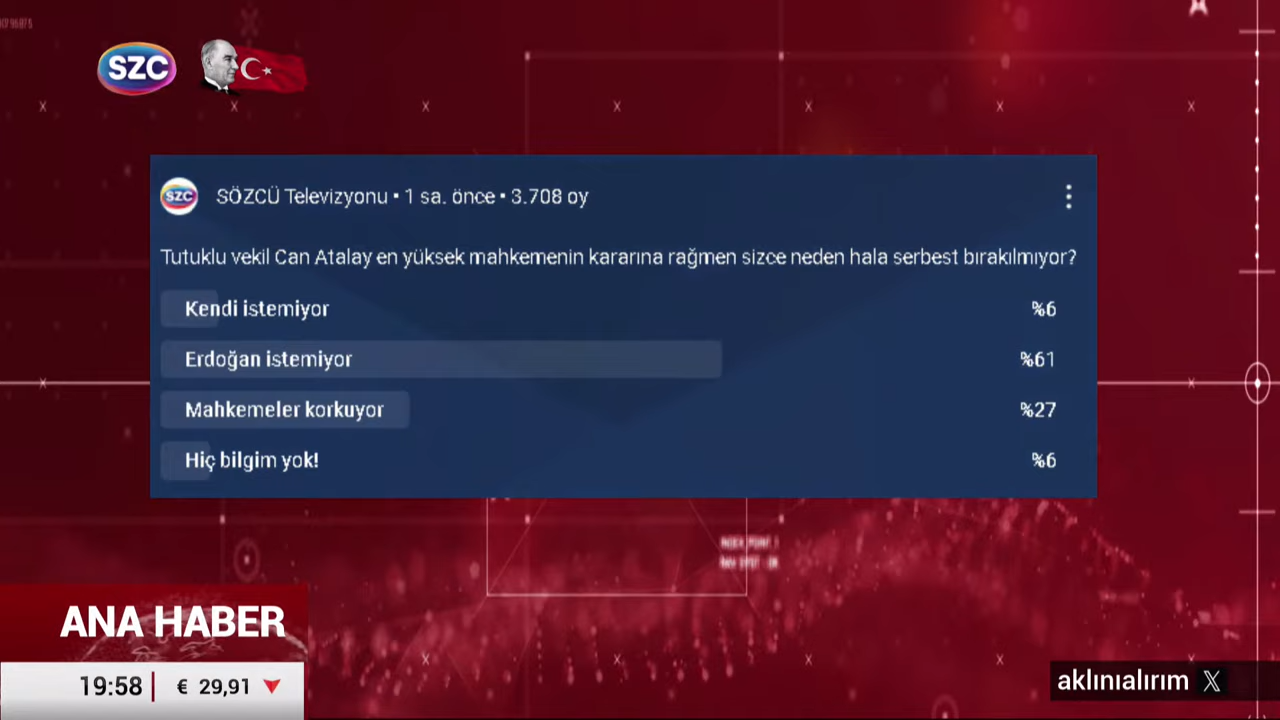 SZC
SZC
SÖZCÜ Televizyonu • 1 sa. önce • 3.708 oy
Tutuklu vekil Can Atalay en yüksek mahkemenin kararına rağmen sizce neden hala serbest bırakılmıyor?
Kendi istemiyor %6
Erdoğan istemiyor %61
Mahkemeler korkuyor %27
Hiç bilgim yok! %6
ANA HABER
19:58 € 29,91
aklınıalırım X